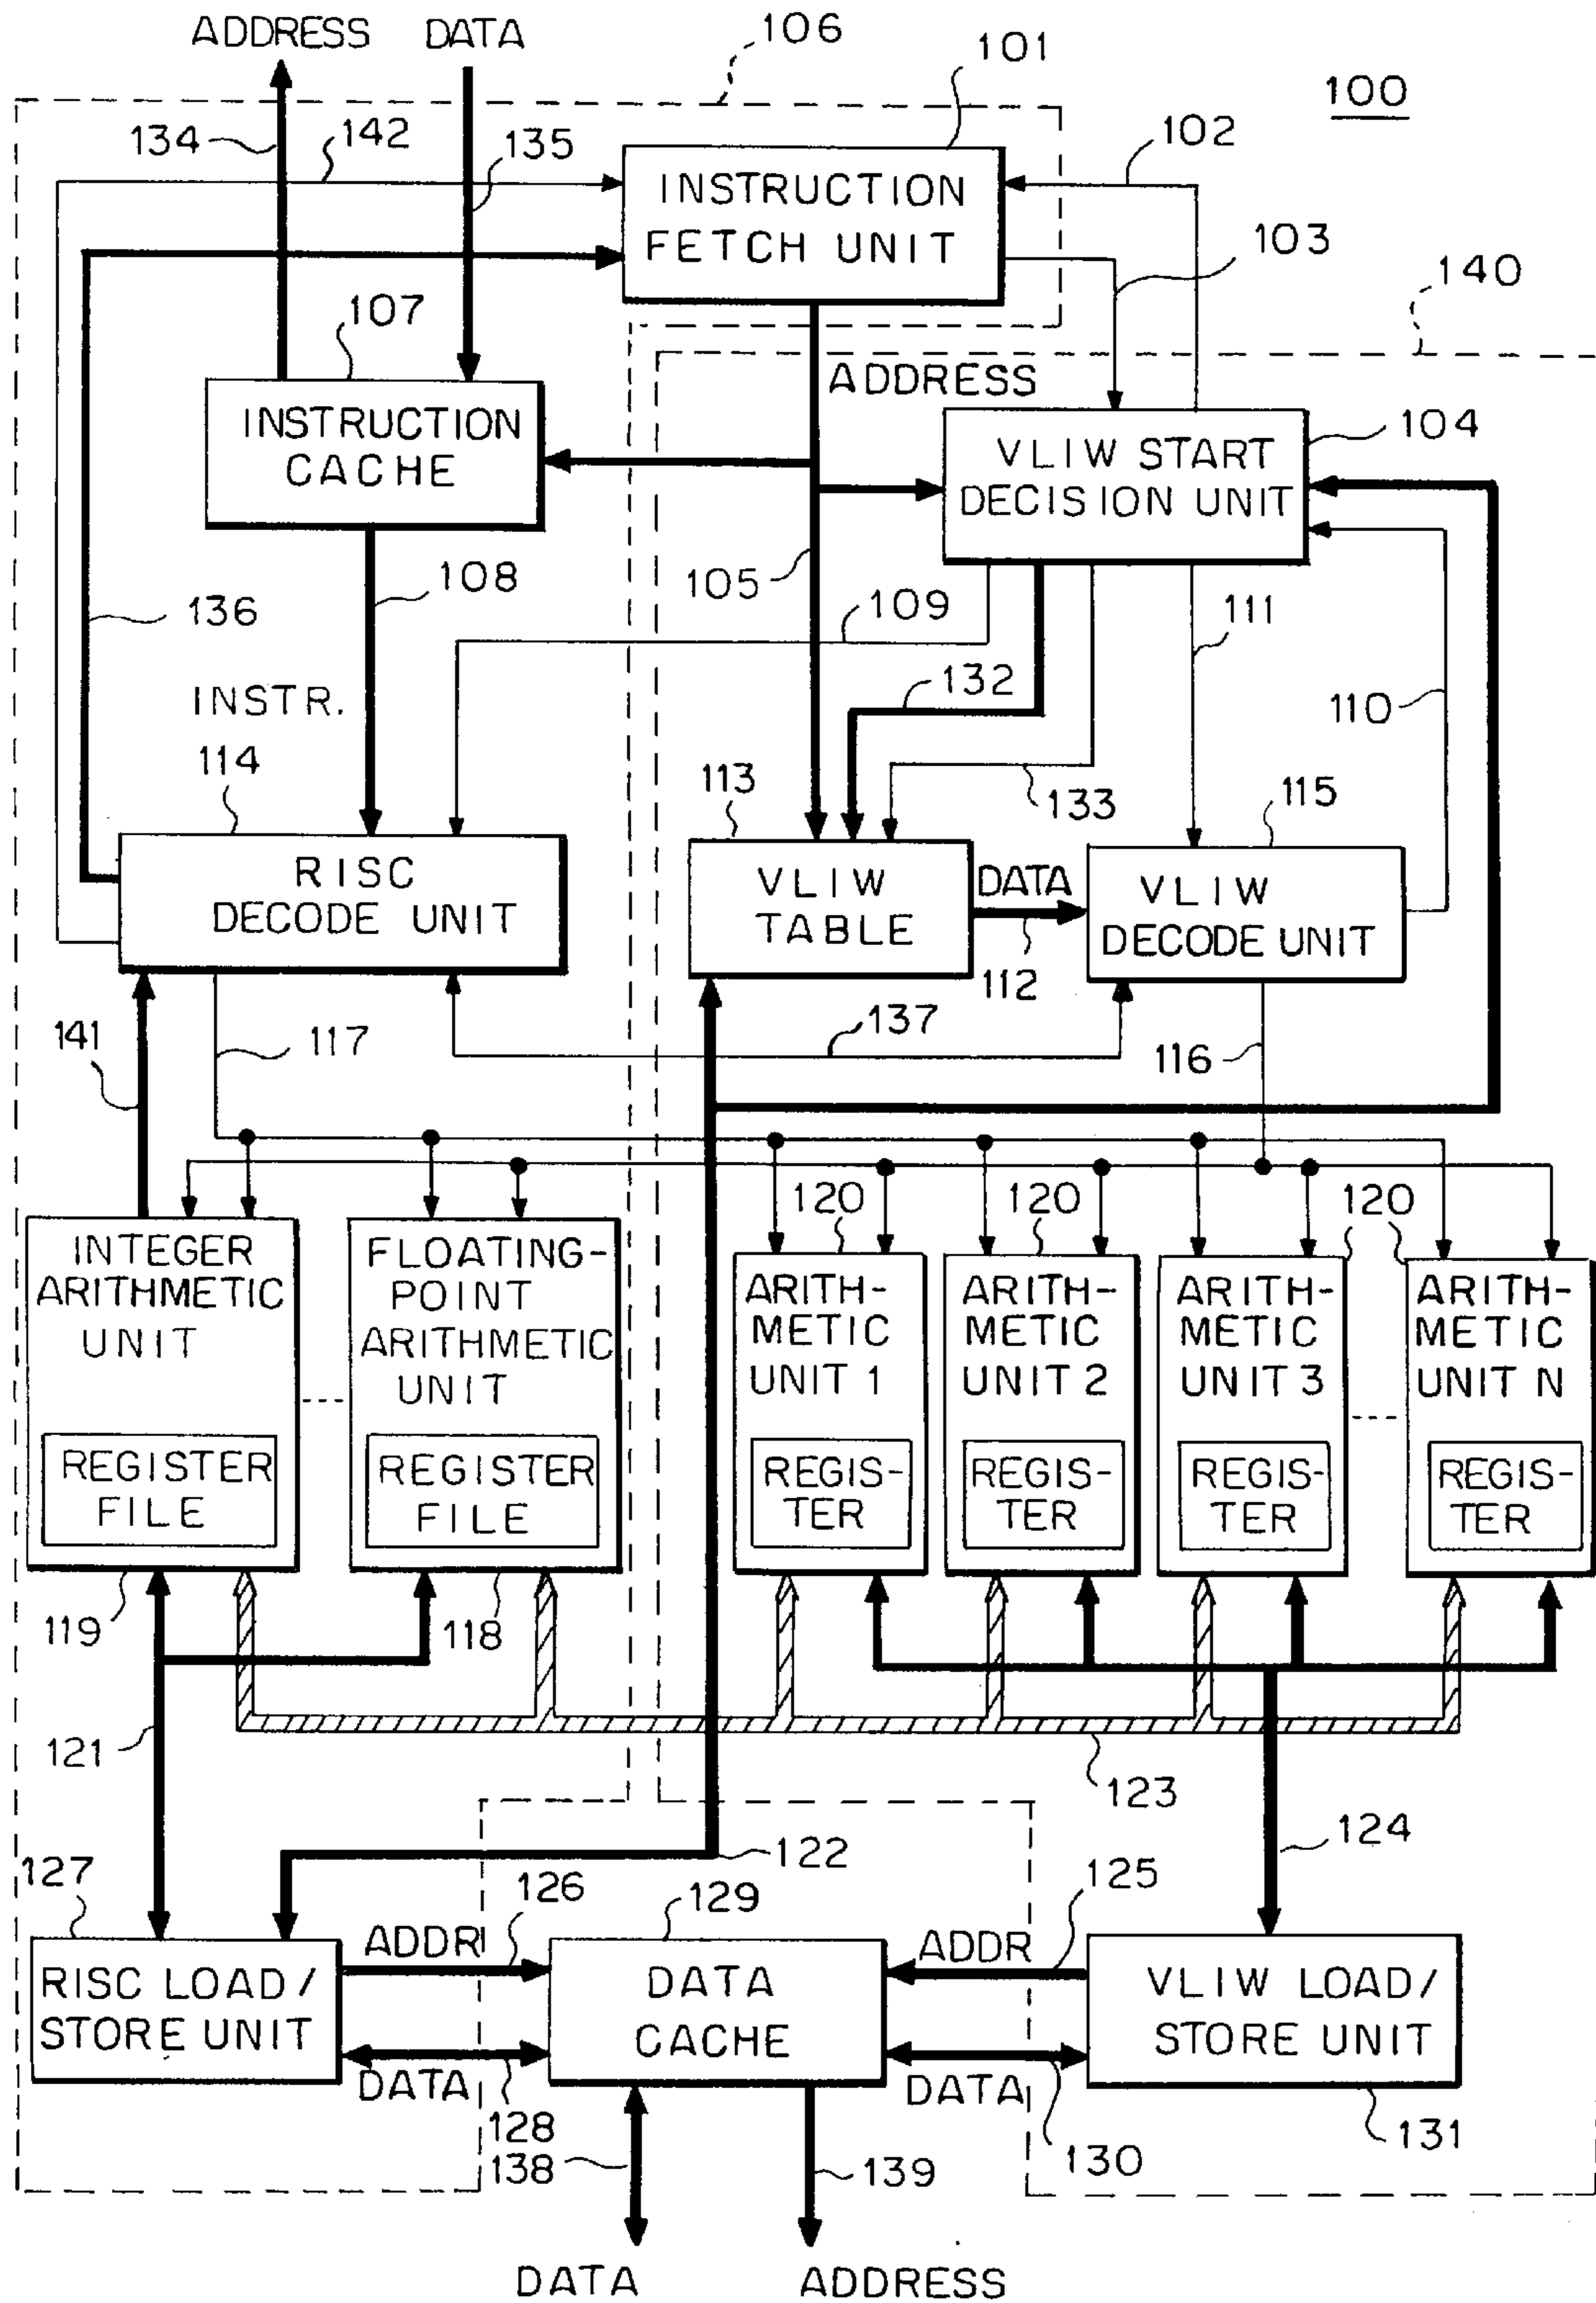 ADDRESS DATA 106 101 100
134 142 135 102
INSTRUCTION
FETCH UNIT
103
140
107
ADDRESS
INSTRUCTION
CACHE
VLIW START
DECISION UNIT
104
108
105
109
111
136
132
110
INSTR.
114
113
133
115
RISC
DECODE UNIT
VLIW
TABLE
DATA
112
VLIW
DECODE UNIT
141
117
137
116
120 120 120
INTEGER
ARITHMETIC
UNIT
REGISTER
FILE
FLOATING-
POINT
ARITHMETIC
UNIT
REGISTER
FILE
ARITH-
METIC
UNIT 1
REGIS-
TER
ARITH-
METIC
UNIT 2
REGIS-
TER
ARITH-
METIC
UNIT 3
REGIS-
TER
ARITH-
METIC
UNIT N
REGIS-
TER
119
118
121
123
124
122
127
126
129
125
RISC LOAD/
STORE UNIT
ADDR
DATA
128
DATA
CACHE
ADDR
DATA
130
VLIW LOAD/
STORE UNIT
131
138
139
DATA ADDRESS